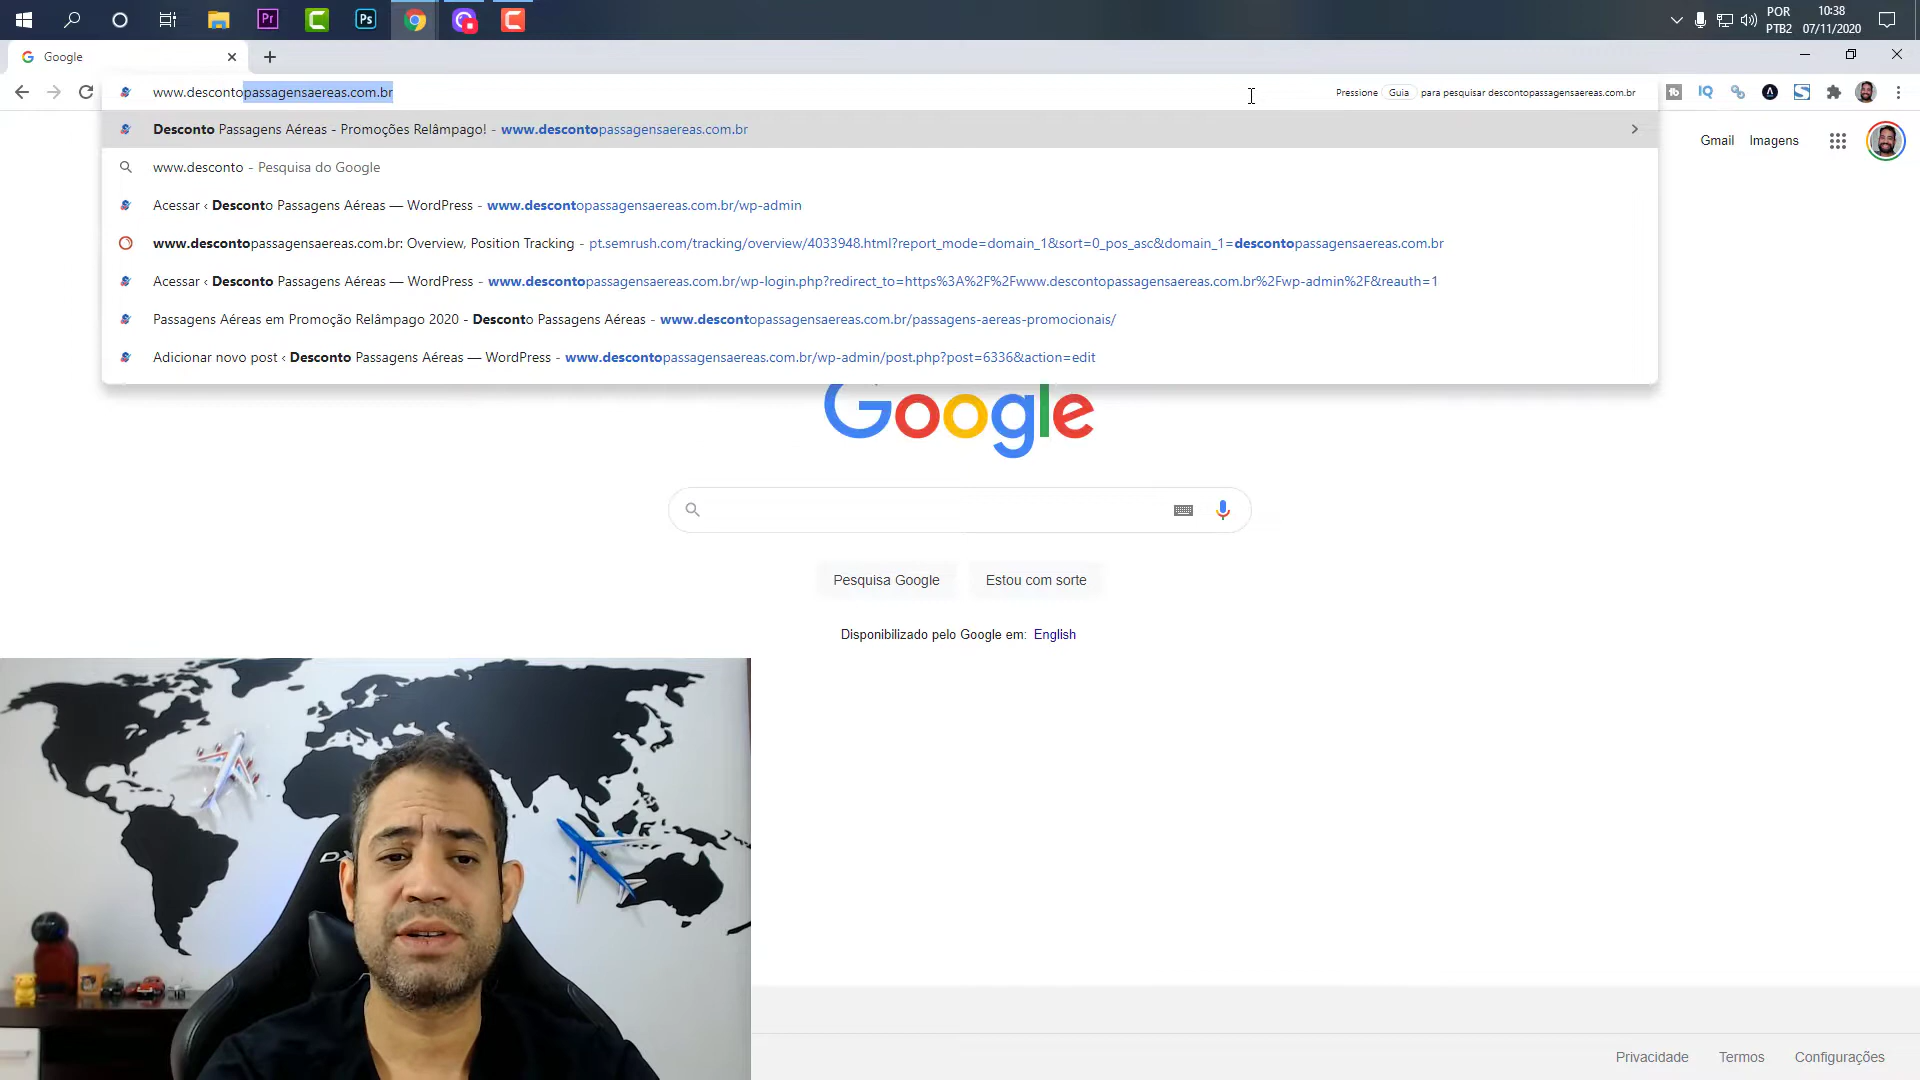 Pr
Ps
POR
PTB2
10:38
07/11/2020
Google
www.descontopassagensaereas.com.br
Pressione Guia para pesquisar descontopassagensaereas.com.br
IQ
Desconto Passagens Aéreas - Promoções Relâmpago! - www.descontopassagensaereas.com.br
www.desconto - Pesquisa do Google
Gmail Imagens
Acessar ‹ Desconto Passagens Aéreas — WordPress - www.descontopassagensaereas.com.br/wp-admin
www.descontopassagensaereas.com.br: Overview, Position Tracking - pt.semrush.com/tracking/overview/4033948.html?report_mode=domain_1&sort=0_pos_asc&domain_1=descontopassagensaereas.com.br
Acessar ‹ Desconto Passagens Aéreas — WordPress - www.descontopassagensaereas.com.br/wp-login.php?redirect_to=https%3A%2F%2Fwww.descontopassagensaereas.com.br%2Fwp-admin%2F&reauth=1
Passagens Aéreas em Promoção Relâmpago 2020 - Desconto Passagens Aéreas - www.descontopassagensaereas.com.br/passagens-aereas-promocionais/
Adicionar novo post ‹ Desconto Passagens Aéreas — WordPress - www.descontopassagensaereas.com.br/wp-admin/post.php?post=6336&action=edit
Google
Pesquisa Google
Estou com sorte
Disponibilizado pelo Google em: English
Privacidade Termos Configurações